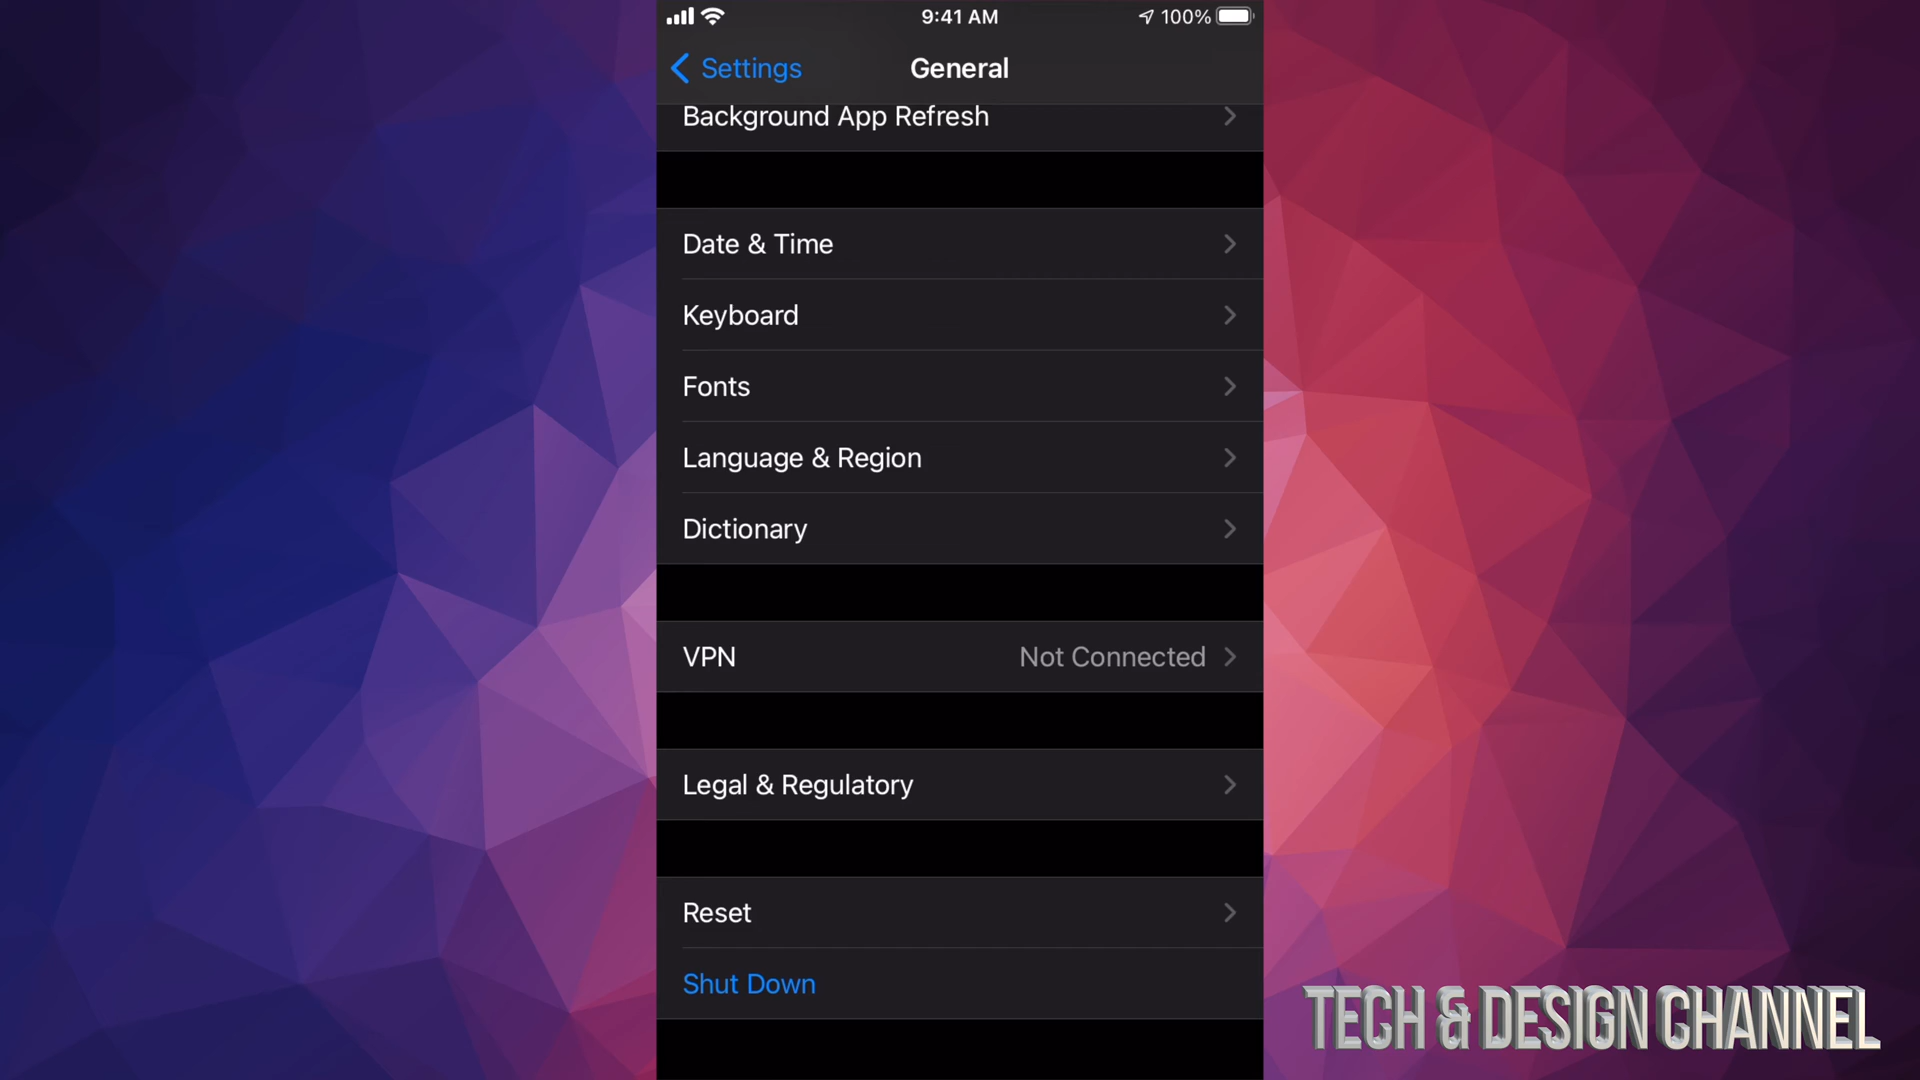 9:41 AM
100%
Settings
General
Background App Refresh
Date & Time
Keyboard
Fonts
Language & Region
Dictionary
VPN
Not Connected
Legal & Regulatory
Reset
Shut Down
TECH & DESIGN CHANNEL